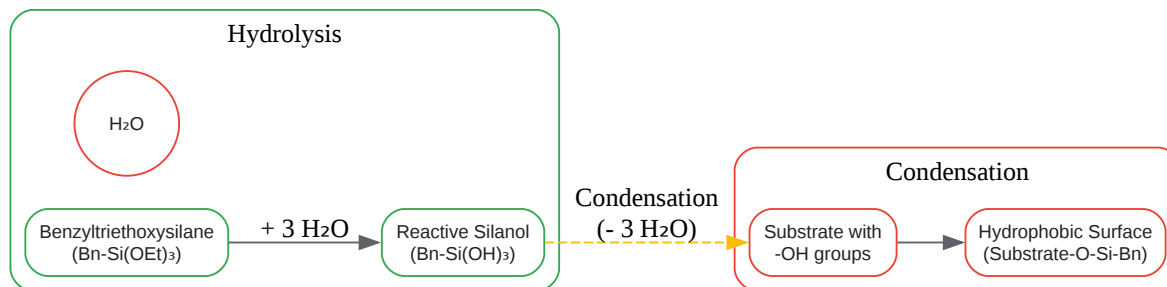 Hydrolysis
H₂O
Benzyltriethoxysilane
(Bn-Si(OEt)₃)
+ 3 H₂O
Reactive Silanol
(Bn-Si(OH)₃)
Condensation
(- 3 H₂O)
Condensation
Substrate with
-OH groups
Hydrophobic Surface
(Substrate-O-Si-Bn)